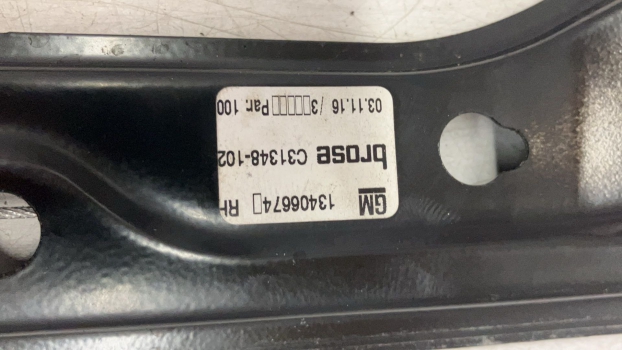 GM 13406674▯ RH
brose C31348-102
03.11.16 / 3▯▯▯▯▯ Par. 100